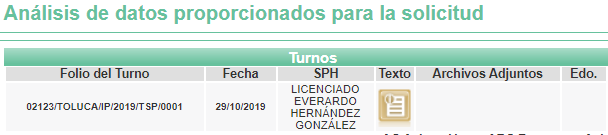 Análisis de datos proporcionados para la solicitud
Turnos
Folio del Turno Fecha SPH Texto Archivos Adjuntos Edo.
02123/TOLUCA/IP/2019/TSP/0001 29/10/2019 LICENCIADO
EVERARDO
HERNÁNDEZ
GONZÁLEZ